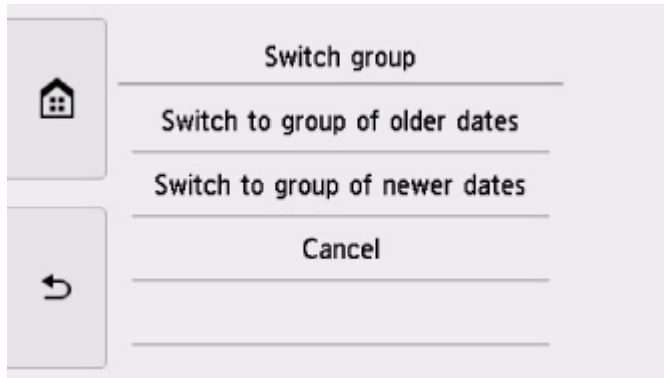 Switch group
Switch to group of older dates
Switch to group of newer dates
Cancel